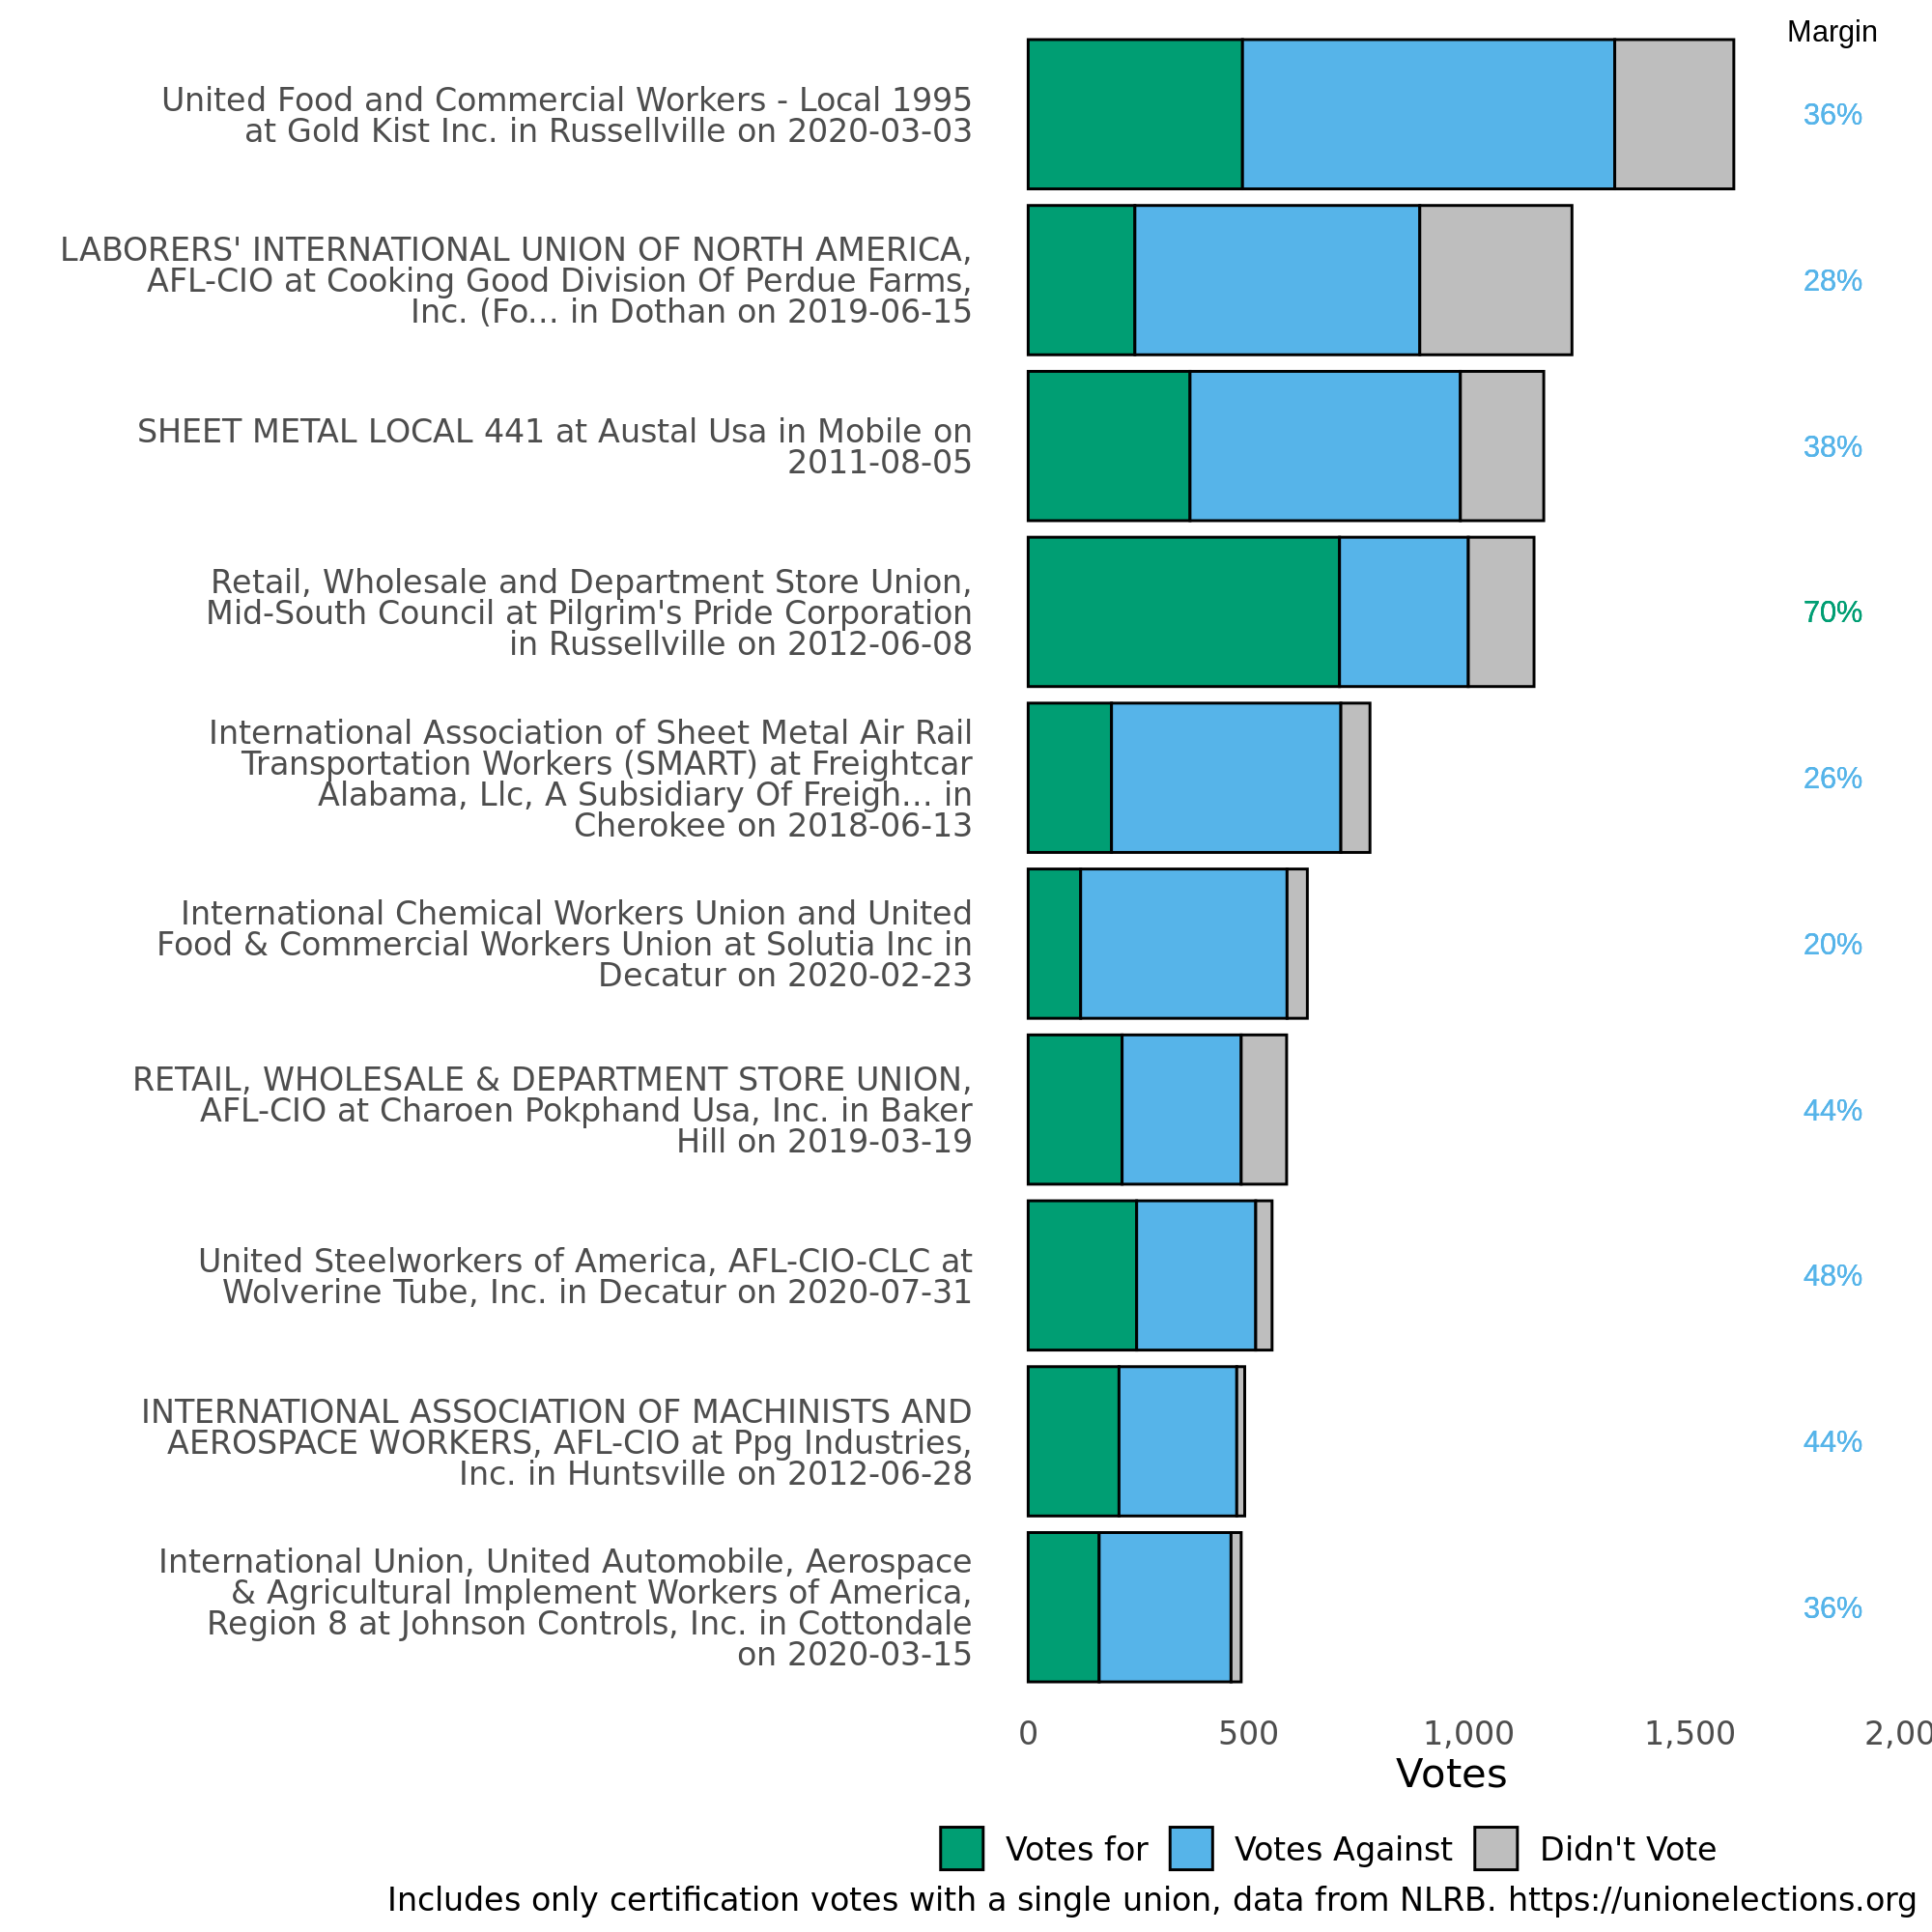 Margin
United Food and Commercial Workers - Local 1995
at Gold Kist Inc. in Russellville on 2020-03-03
36%
LABORERS' INTERNATIONAL UNION OF NORTH AMERICA,
AFL-CIO at Cooking Good Division Of Perdue Farms,
Inc. (Fo... in Dothan on 2019-06-15
28%
SHEET METAL LOCAL 441 at Austal Usa in Mobile on
2011-08-05
38%
Retail, Wholesale and Department Store Union,
Mid-South Council at Pilgrim's Pride Corporation
in Russellville on 2012-06-08
70%
International Association of Sheet Metal Air Rail
Transportation Workers (SMART) at Freightcar
Alabama, Llc, A Subsidiary Of Freigh... in
Cherokee on 2018-06-13
26%
International Chemical Workers Union and United
Food & Commercial Workers Union at Solutia Inc in
Decatur on 2020-02-23
20%
RETAIL, WHOLESALE & DEPARTMENT STORE UNION,
AFL-CIO at Charoen Pokphand Usa, Inc. in Baker
Hill on 2019-03-19
44%
United Steelworkers of America, AFL-CIO-CLC at
Wolverine Tube, Inc. in Decatur on 2020-07-31
48%
INTERNATIONAL ASSOCIATION OF MACHINISTS AND
AEROSPACE WORKERS, AFL-CIO at Ppg Industries,
Inc. in Huntsville on 2012-06-28
44%
International Union, United Automobile, Aerospace
& Agricultural Implement Workers of America,
Region 8 at Johnson Controls, Inc. in Cottondale
on 2020-03-15
36%
0 500 1,000 1,500 2,00
Votes
Votes for Votes Against Didn't Vote
Includes only certification votes with a single union, data from NLRB. https://unionelections.org